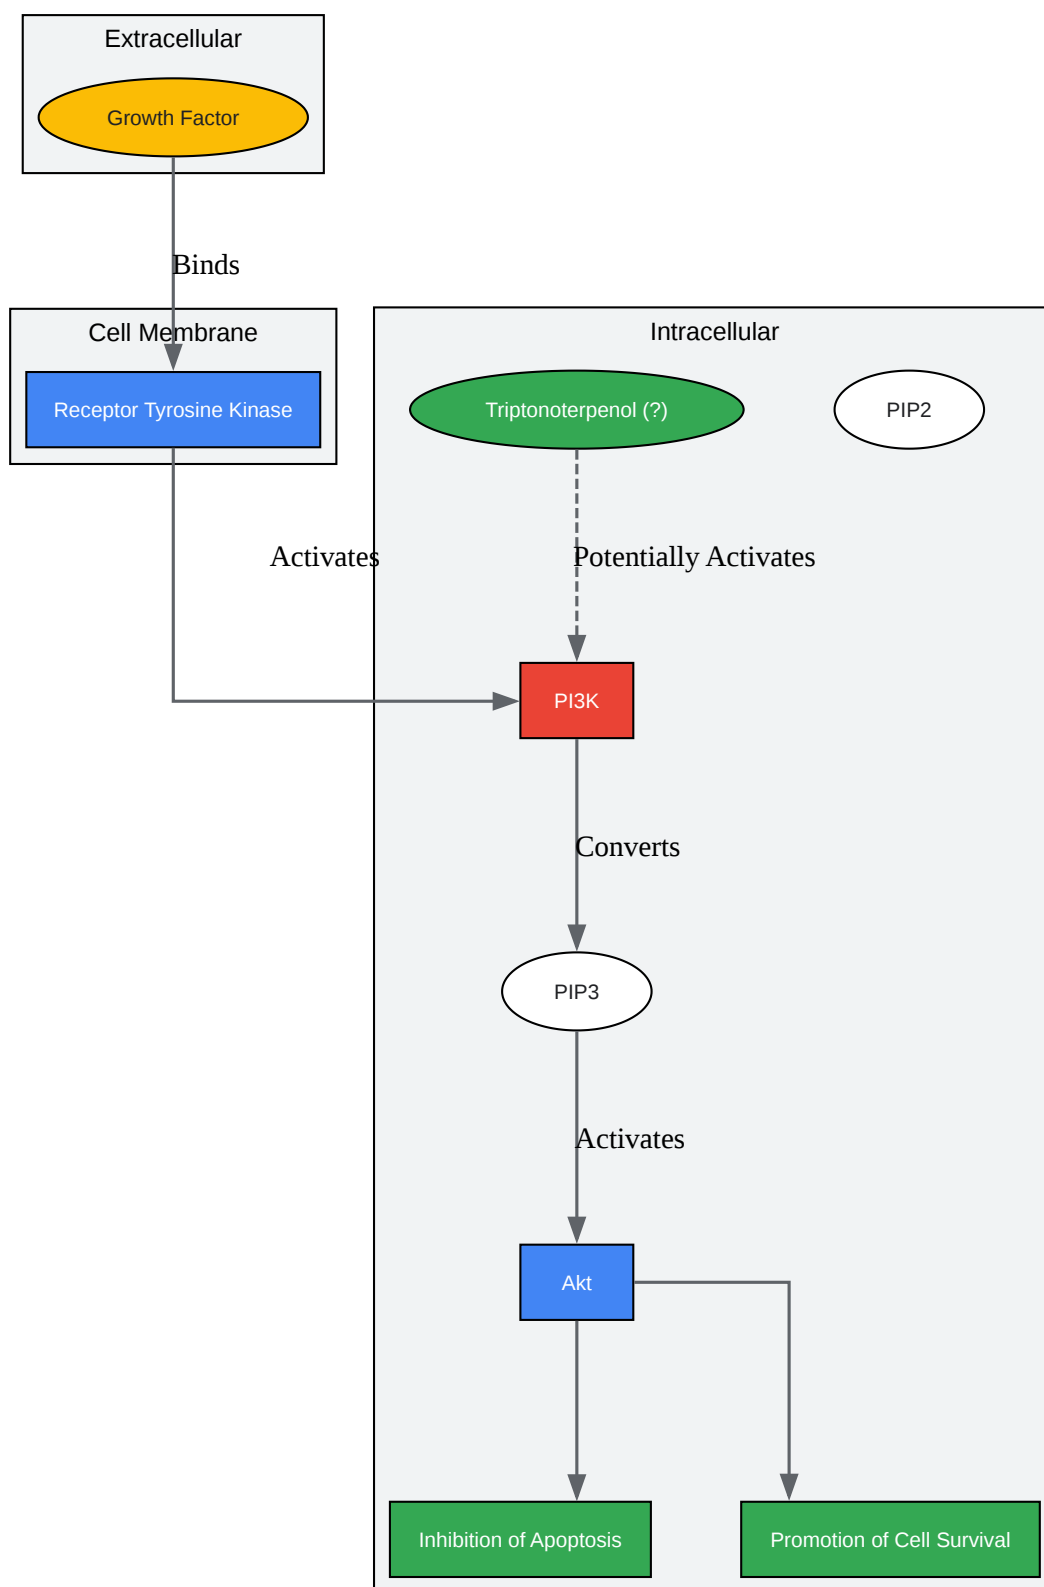 Extracellular
Growth Factor
Binds
Cell Membrane
Receptor Tyrosine Kinase
Intracellular
Triptonoterpenol (?)
PIP2
Activates
Potentially Activates
PI3K
Converts
PIP3
Activates
Akt
Inhibition of Apoptosis
Promotion of Cell Survival